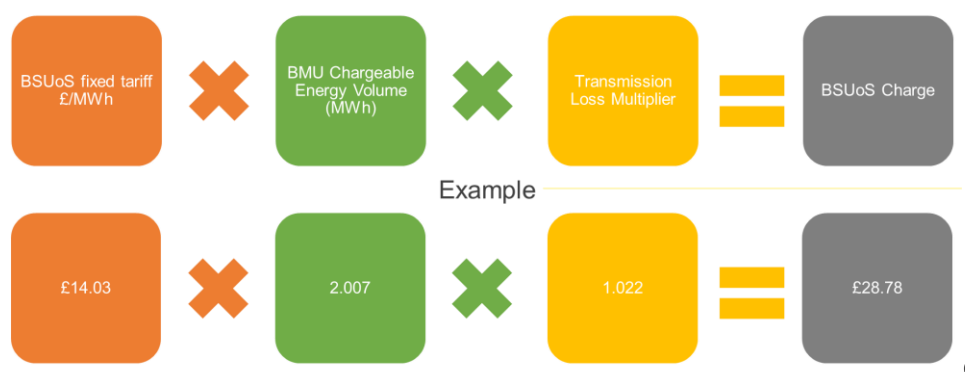 BSUoS fixed tariff
£/MWh
BMU Chargeable
Energy Volume
(MWh)
Transmission
Loss Multiplier
BSUoS Charge
Example
£14.03
2.007
1.022
£28.78